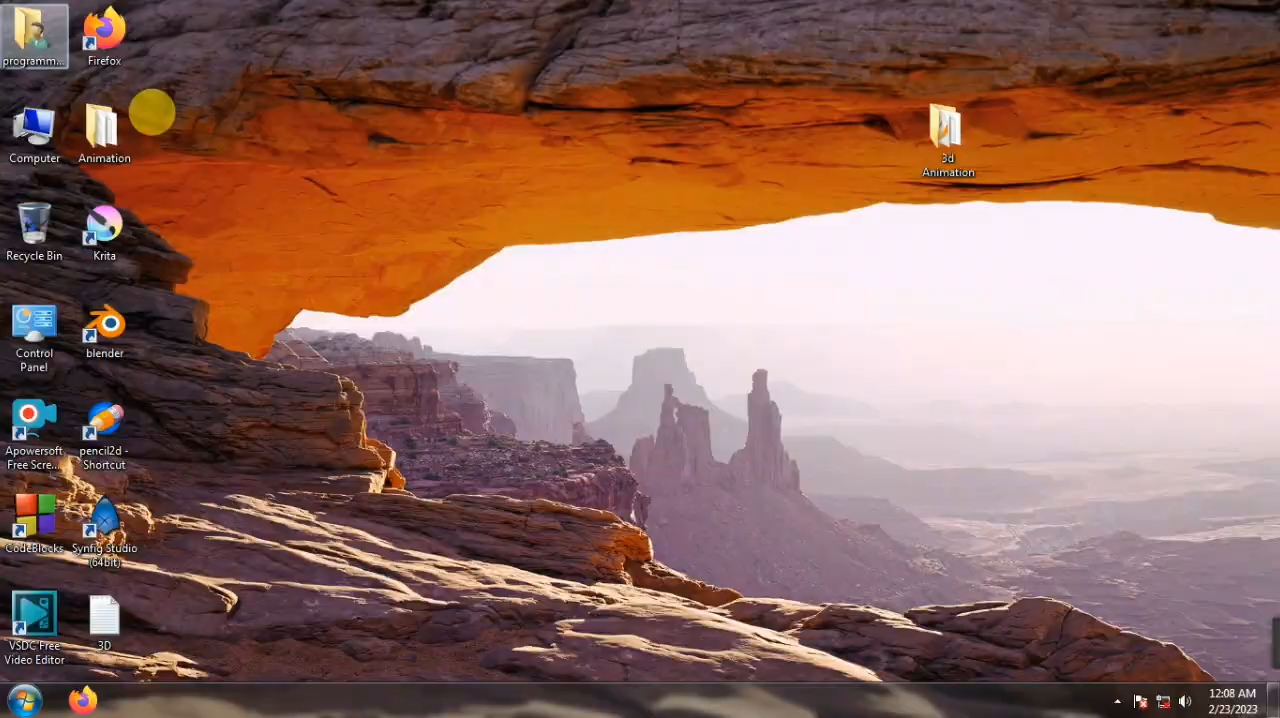 programm...
Firefox
Computer
Animation
3d
Animation
Recycle Bin
Krita
Control
Panel
blender
Apowersoft
Free Scre...
pencil2d -
Shortcut
CodeBlocks
Synfig Studio
(64bit)
VSDC Free
Video Editor
3D
12:08 AM
2/23/2023